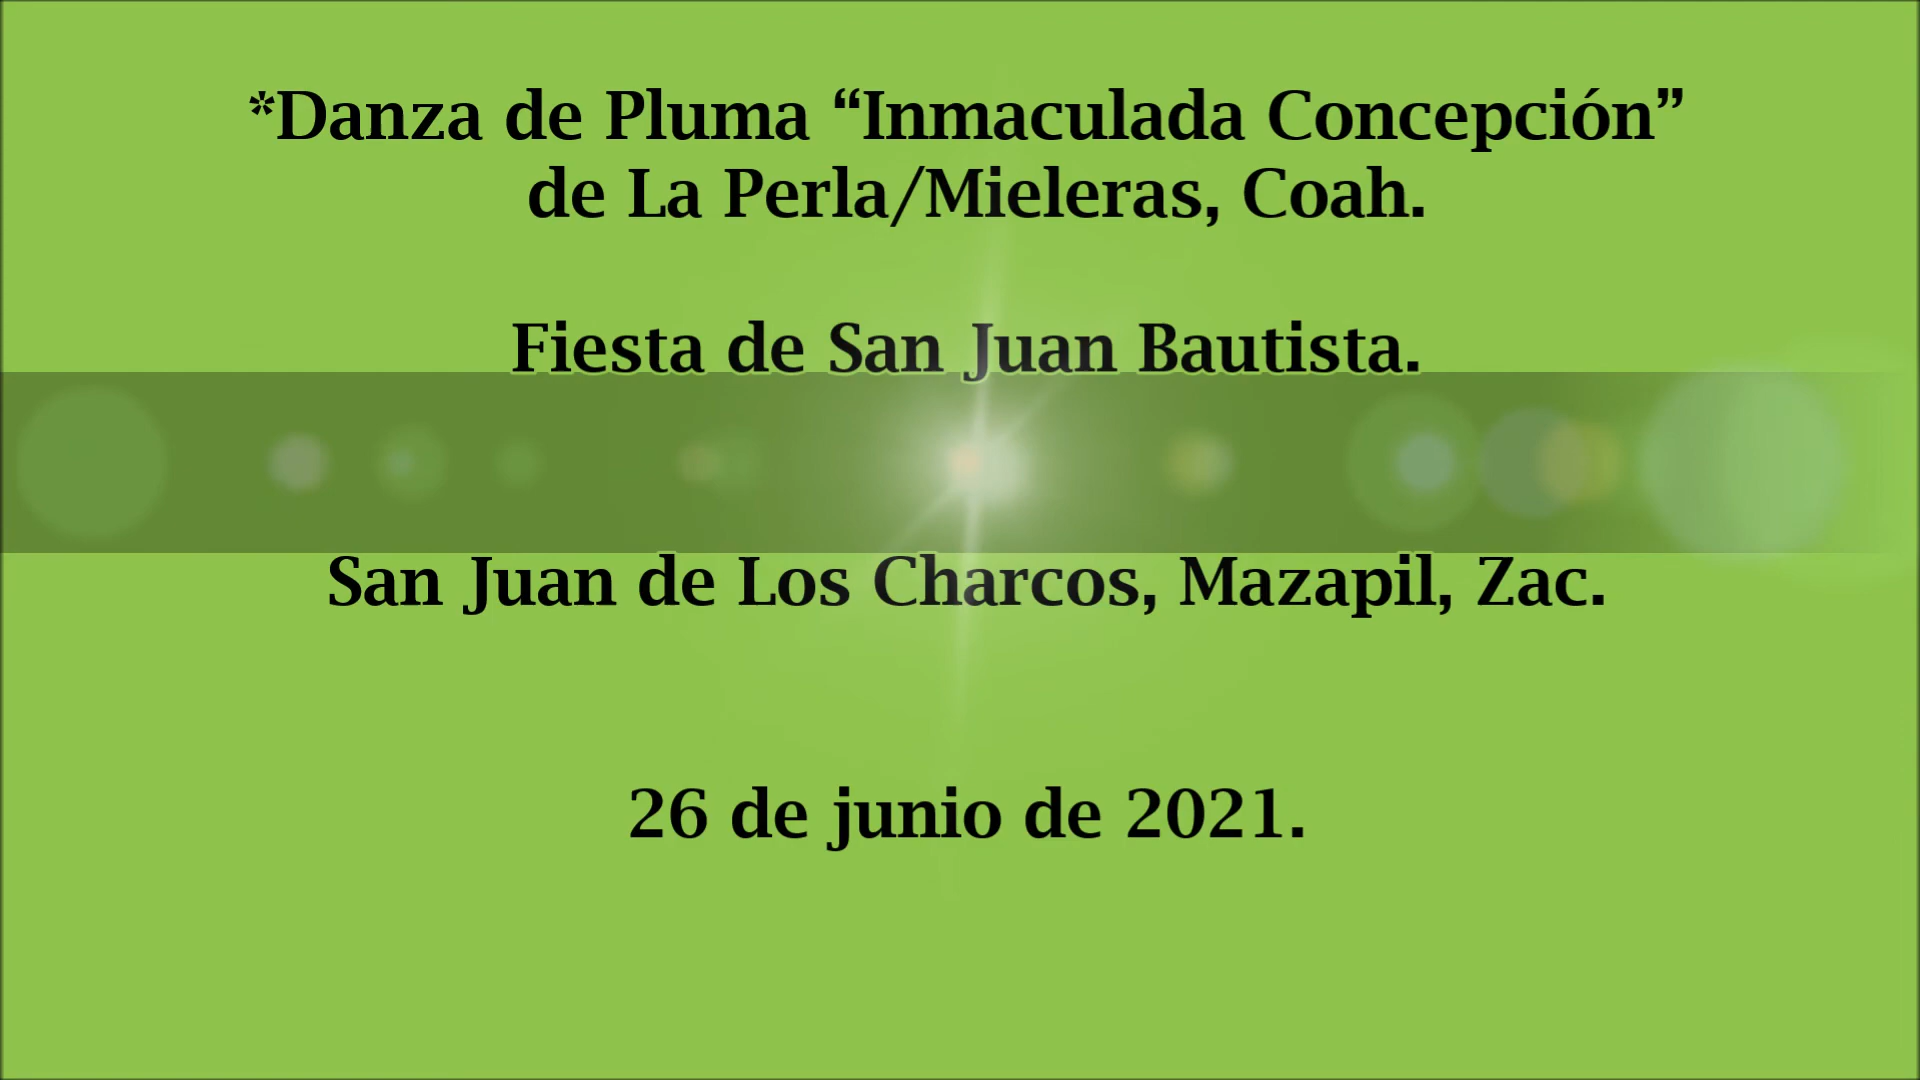 *Danza de Pluma “Inmaculada Concepción”
de La Perla/Mieleras, Coah.
Fiesta de San Juan Bautista.
San Juan de Los Charcos, Mazapil, Zac.
26 de junio de 2021.